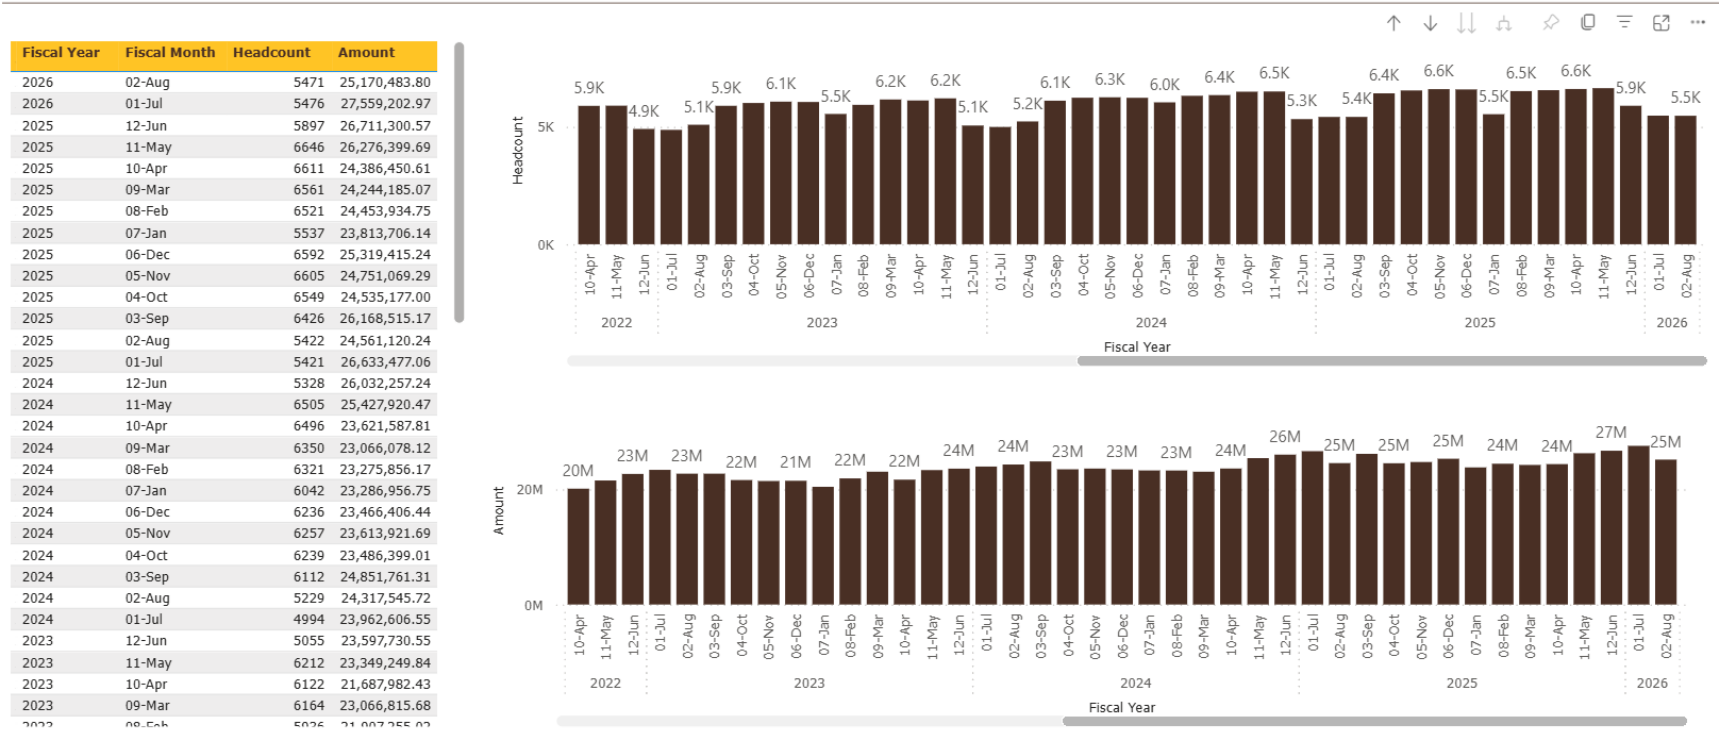 Fiscal Year Fiscal Month Headcount Amount
2026 02-Aug 5471 25,170,483.80
2026 01-Jul 5476 27,559,202.97
2025 12-Jun 5897 26,711,300.57
2025 11-May 6646 26,276,399.69
2025 10-Apr 6611 24,386,450.61
2025 09-Mar 6561 24,244,185.07
2025 08-Feb 6521 24,453,934.75
2025 07-Jan 5537 23,813,706.14
2025 06-Dec 6592 25,319,415.24
2025 05-Nov 6605 24,751,069.29
2025 04-Oct 6549 24,535,177.00
2025 03-Sep 6426 26,168,515.17
2025 02-Aug 5422 24,561,120.24
2025 01-Jul 5421 26,633,477.06
2024 12-Jun 5328 26,032,257.24
2024 11-May 6505 25,427,920.47
2024 10-Apr 6496 23,621,587.81
2024 09-Mar 6350 23,066,078.12
2024 08-Feb 6321 23,275,856.17
2024 07-Jan 6042 23,286,956.75
2024 06-Dec 6236 23,466,406.44
2024 05-Nov 6257 23,613,921.69
2024 04-Oct 6239 23,486,399.01
2024 03-Sep 6112 24,851,761.31
2024 02-Aug 5229 24,317,545.72
2024 01-Jul 4994 23,962,606.55
2023 12-Jun 5055 23,597,730.55
2023 11-May 6212 23,349,249.84
2023 10-Apr 6122 21,687,982.43
2023 09-Mar 6164 23,066,815.68
Headcount
5K
0K
5.9K 4.9K 5.1K 5.9K 6.1K 5.5K 6.2K 6.2K 5.1K 5.2K 6.1K 6.3K 6.0K 6.4K 6.5K 5.3K 5.4K 6.4K 6.6K 5.5K 6.5K 6.6K 5.9K 5.5K
10-Apr 11-May 12-Jun 01-Jul 02-Aug 03-Sep 04-Oct 05-Nov 06-Dec 07-Jan 08-Feb 09-Mar 10-Apr 11-May 12-Jun 01-Jul 02-Aug 03-Sep 04-Oct 05-Nov 06-Dec 07-Jan 08-Feb 09-Mar 10-Apr 11-May 12-Jun 01-Jul 02-Aug 03-Sep 04-Oct 05-Nov 06-Dec 07-Jan 08-Feb 09-Mar 10-Apr 11-May 12-Jun 01-Jul 02-Aug
2022 2023 2024 2025 2026
Fiscal Year
Amount
20M
0M
20M 23M 23M 22M 21M 22M 22M 24M 24M 23M 23M 23M 24M 26M 25M 25M 25M 24M 24M 27M 25M
10-Apr 11-May 12-Jun 01-Jul 02-Aug 03-Sep 04-Oct 05-Nov 06-Dec 07-Jan 08-Feb 09-Mar 10-Apr 11-May 12-Jun 01-Jul 02-Aug 03-Sep 04-Oct 05-Nov 06-Dec 07-Jan 08-Feb 09-Mar 10-Apr 11-May 12-Jun 01-Jul 02-Aug 03-Sep 04-Oct 05-Nov 06-Dec 07-Jan 08-Feb 09-Mar 10-Apr 11-May 12-Jun 01-Jul 02-Aug
2022 2023 2024 2025 2026
Fiscal Year